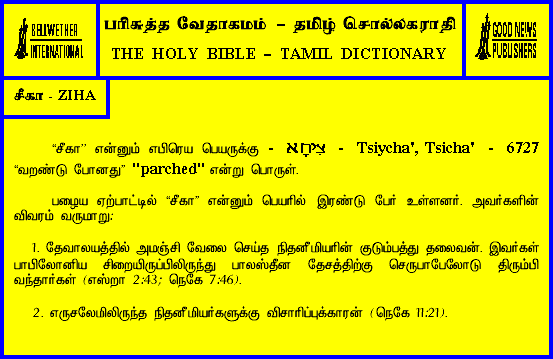 BELLWETHER
INTERNATIONAL
பரிசுத்த வேதாகமம் – தமிழ் சொல்லகராதி
THE HOLY BIBLE – TAMIL DICTIONARY
GOOD NEWS
PUBLISHERS
சீகா - ZIHA
“சீகா” என்னும் எபிரெய பெயருக்கு - צִיחָא - Tsiycha', Tsicha' - 6727
“வறண்டு போனது” "parched" என்று பொருள்.
பழைய ஏற்பாட்டில் “சீகா” என்னும் பெயரில் இரண்டு பேர் உள்ளனர். அவர்களின்
விவரம் வருமாறு:
1. தேவாலயத்தில் அமஞ்சி வேலை செய்த நிதனீமியரின் குடும்பத்து தலைவன். இவர்கள்
பாபிலோனிய சிறையிருப்பிலிருந்து பாலஸ்தீன தேசத்திற்கு செருபாபேலோடு திரும்பி
வந்தார்கள் (எஸ்றா 2:43; நெகே 7:46).
2. எருசலேமிலிருந்த நிதனீமியர்களுக்கு விசாரிப்புக்காரன் (நெகே 11:21).